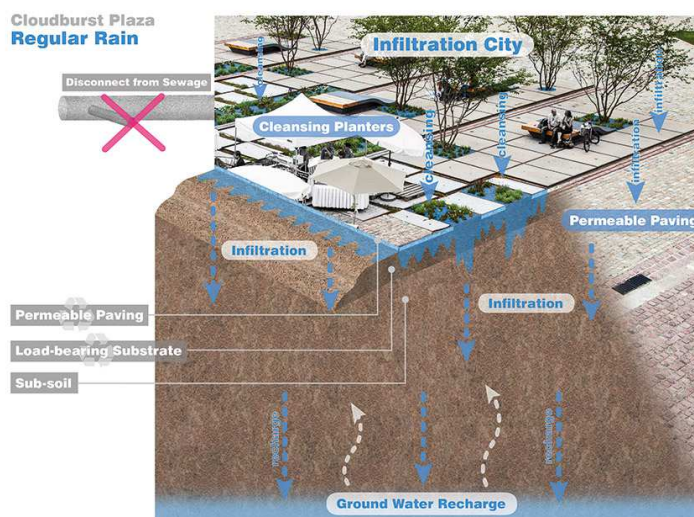 Cloudburst Plaza
Regular Rain
Infiltration City
Disconnect from Sewage
cleansing
Cleansing Planters
cleansing
cleansing
infiltration
infiltration
Permeable Paving
Infiltration
Infiltration
Permeable Paving
Load-bearing Substrate
Sub-soil
recharge
recharge
Ground Water Recharge